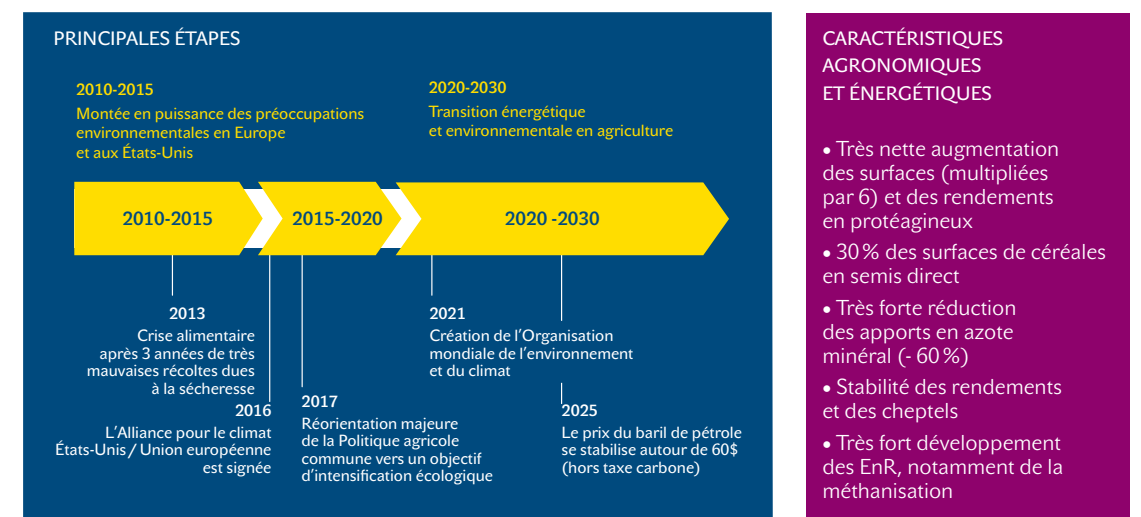 PRINCIPALES ÉTAPES
2010-2015
Montée en puissance des préoccupations
environnementales en Europe
et aux États-Unis
2020-2030
Transition énergétique
et environnementale en agriculture
2010-2015
2015-2020
2020 -2030
2013
Crise alimentaire
après 3 années de très
mauvaises récoltes dues
à la sécheresse
2016
L'Alliance pour le climat
États-Unis / Union européenne
est signée
2017
Réorientation majeure
de la Politique agricole
commune vers un objectif
d'intensification écologique
2021
Création de l'Organisation
mondiale de l'environnement
et du climat
2025
Le prix du baril de pétrole
se stabilise autour de 60$
(hors taxe carbone)
CARACTÉRISTIQUES
AGRONOMIQUES
ET ÉNERGÉTIQUES
• Très nette augmentation
des surfaces (multipliées
par 6) et des rendements
en protéagineux
• 30 % des surfaces de céréales
en semis direct
• Très forte réduction
des apports en azote
minéral (- 60 %)
• Stabilité des rendements
et des cheptels
• Très fort développement
des EnR, notamment de la
méthanisation